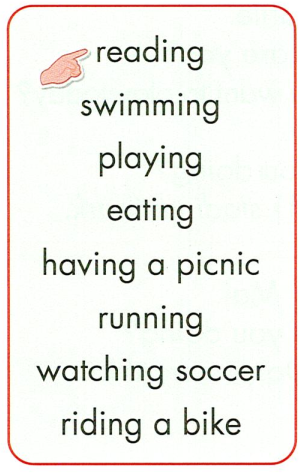 reading
swimming
playing
eating
having a picnic
running
watching soccer
riding a bike